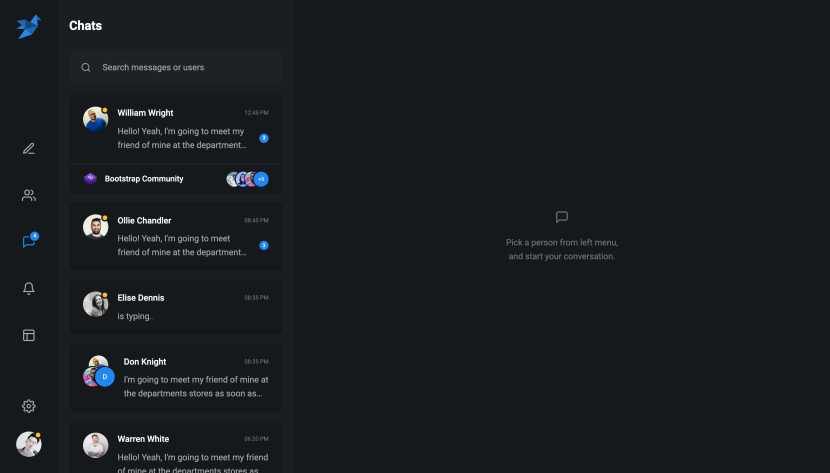 Chats
Search messages or users
William Wright 12:45 PM
Hello! Yeah, I'm going to meet my
friend of mine at the department...
3
Bootstrap Community +5
Ollie Chandler 08:45 PM
Hello! Yeah, I'm going to meet
friend of mine at the department...
3
4
Elise Dennis 08:35 PM
is typing..
Don Knight 08:35 PM
D
I'm going to meet my friend of mine at
the departments stores as soon as...
Warren White 06:20 PM
Hello! Yeah, I'm going to meet my friend
of mine at the departments stores as
Pick a person from left menu,
and start your conversation.